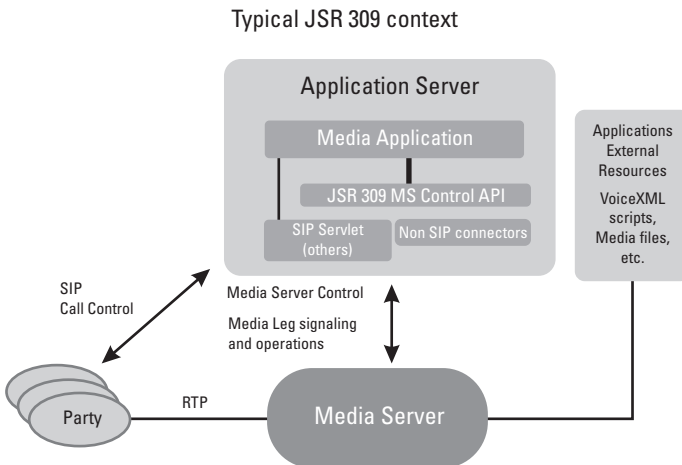 Typical JSR 309 context
Application Server
Media Application
JSR 309 MS Control API
SIP Servlet
(others)
Non SIP connectors
Applications
External
Resources
VoiceXML
scripts,
Media files,
etc.
SIP
Call Control
Media Server Control
Media Leg signaling
and operations
Party
RTP
Media Server